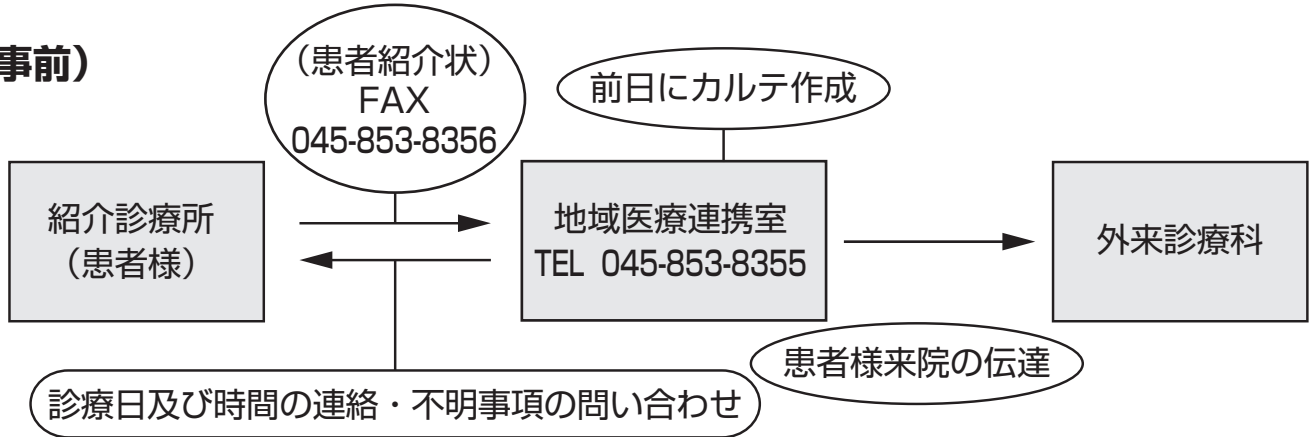 事前）
（患者紹介状）
FAX
045-853-8356
前日にカルテ作成
紹介診療所
（患者様）
地域医療連携室
TEL 045-853-8355
外来診療科
患者様来院の伝達
診療日及び時間の連絡・不明事項の問い合わせ